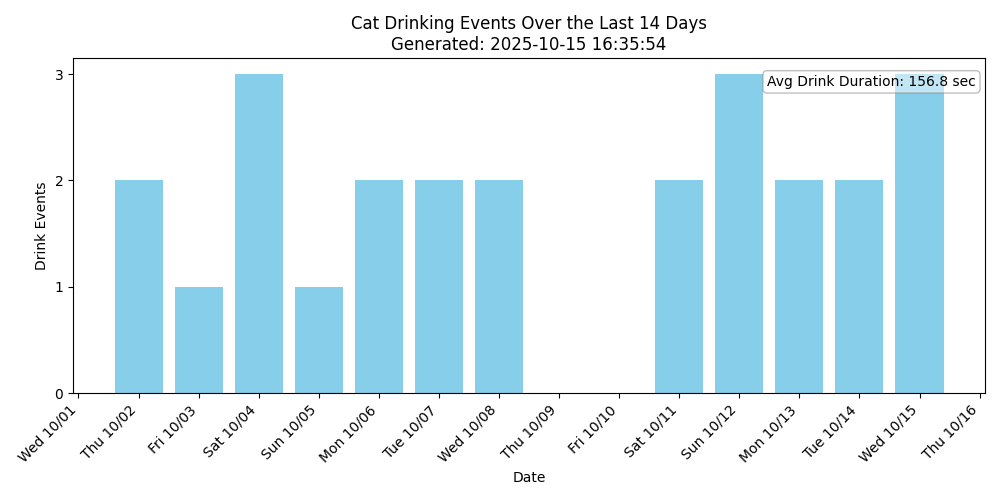 Cat Drinking Events Over the Last 14 Days
Generated: 2025-10-15 16:35:54
Avg Drink Duration: 156.8 sec
Drink Events
3
2
1
0
Wed 10/01
Thu 10/02
Fri 10/03
Sat 10/04
Sun 10/05
Mon 10/06
Tue 10/07
Wed 10/08
Thu 10/09
Fri 10/10
Sat 10/11
Sun 10/12
Mon 10/13
Tue 10/14
Wed 10/15
Thu 10/16
Date